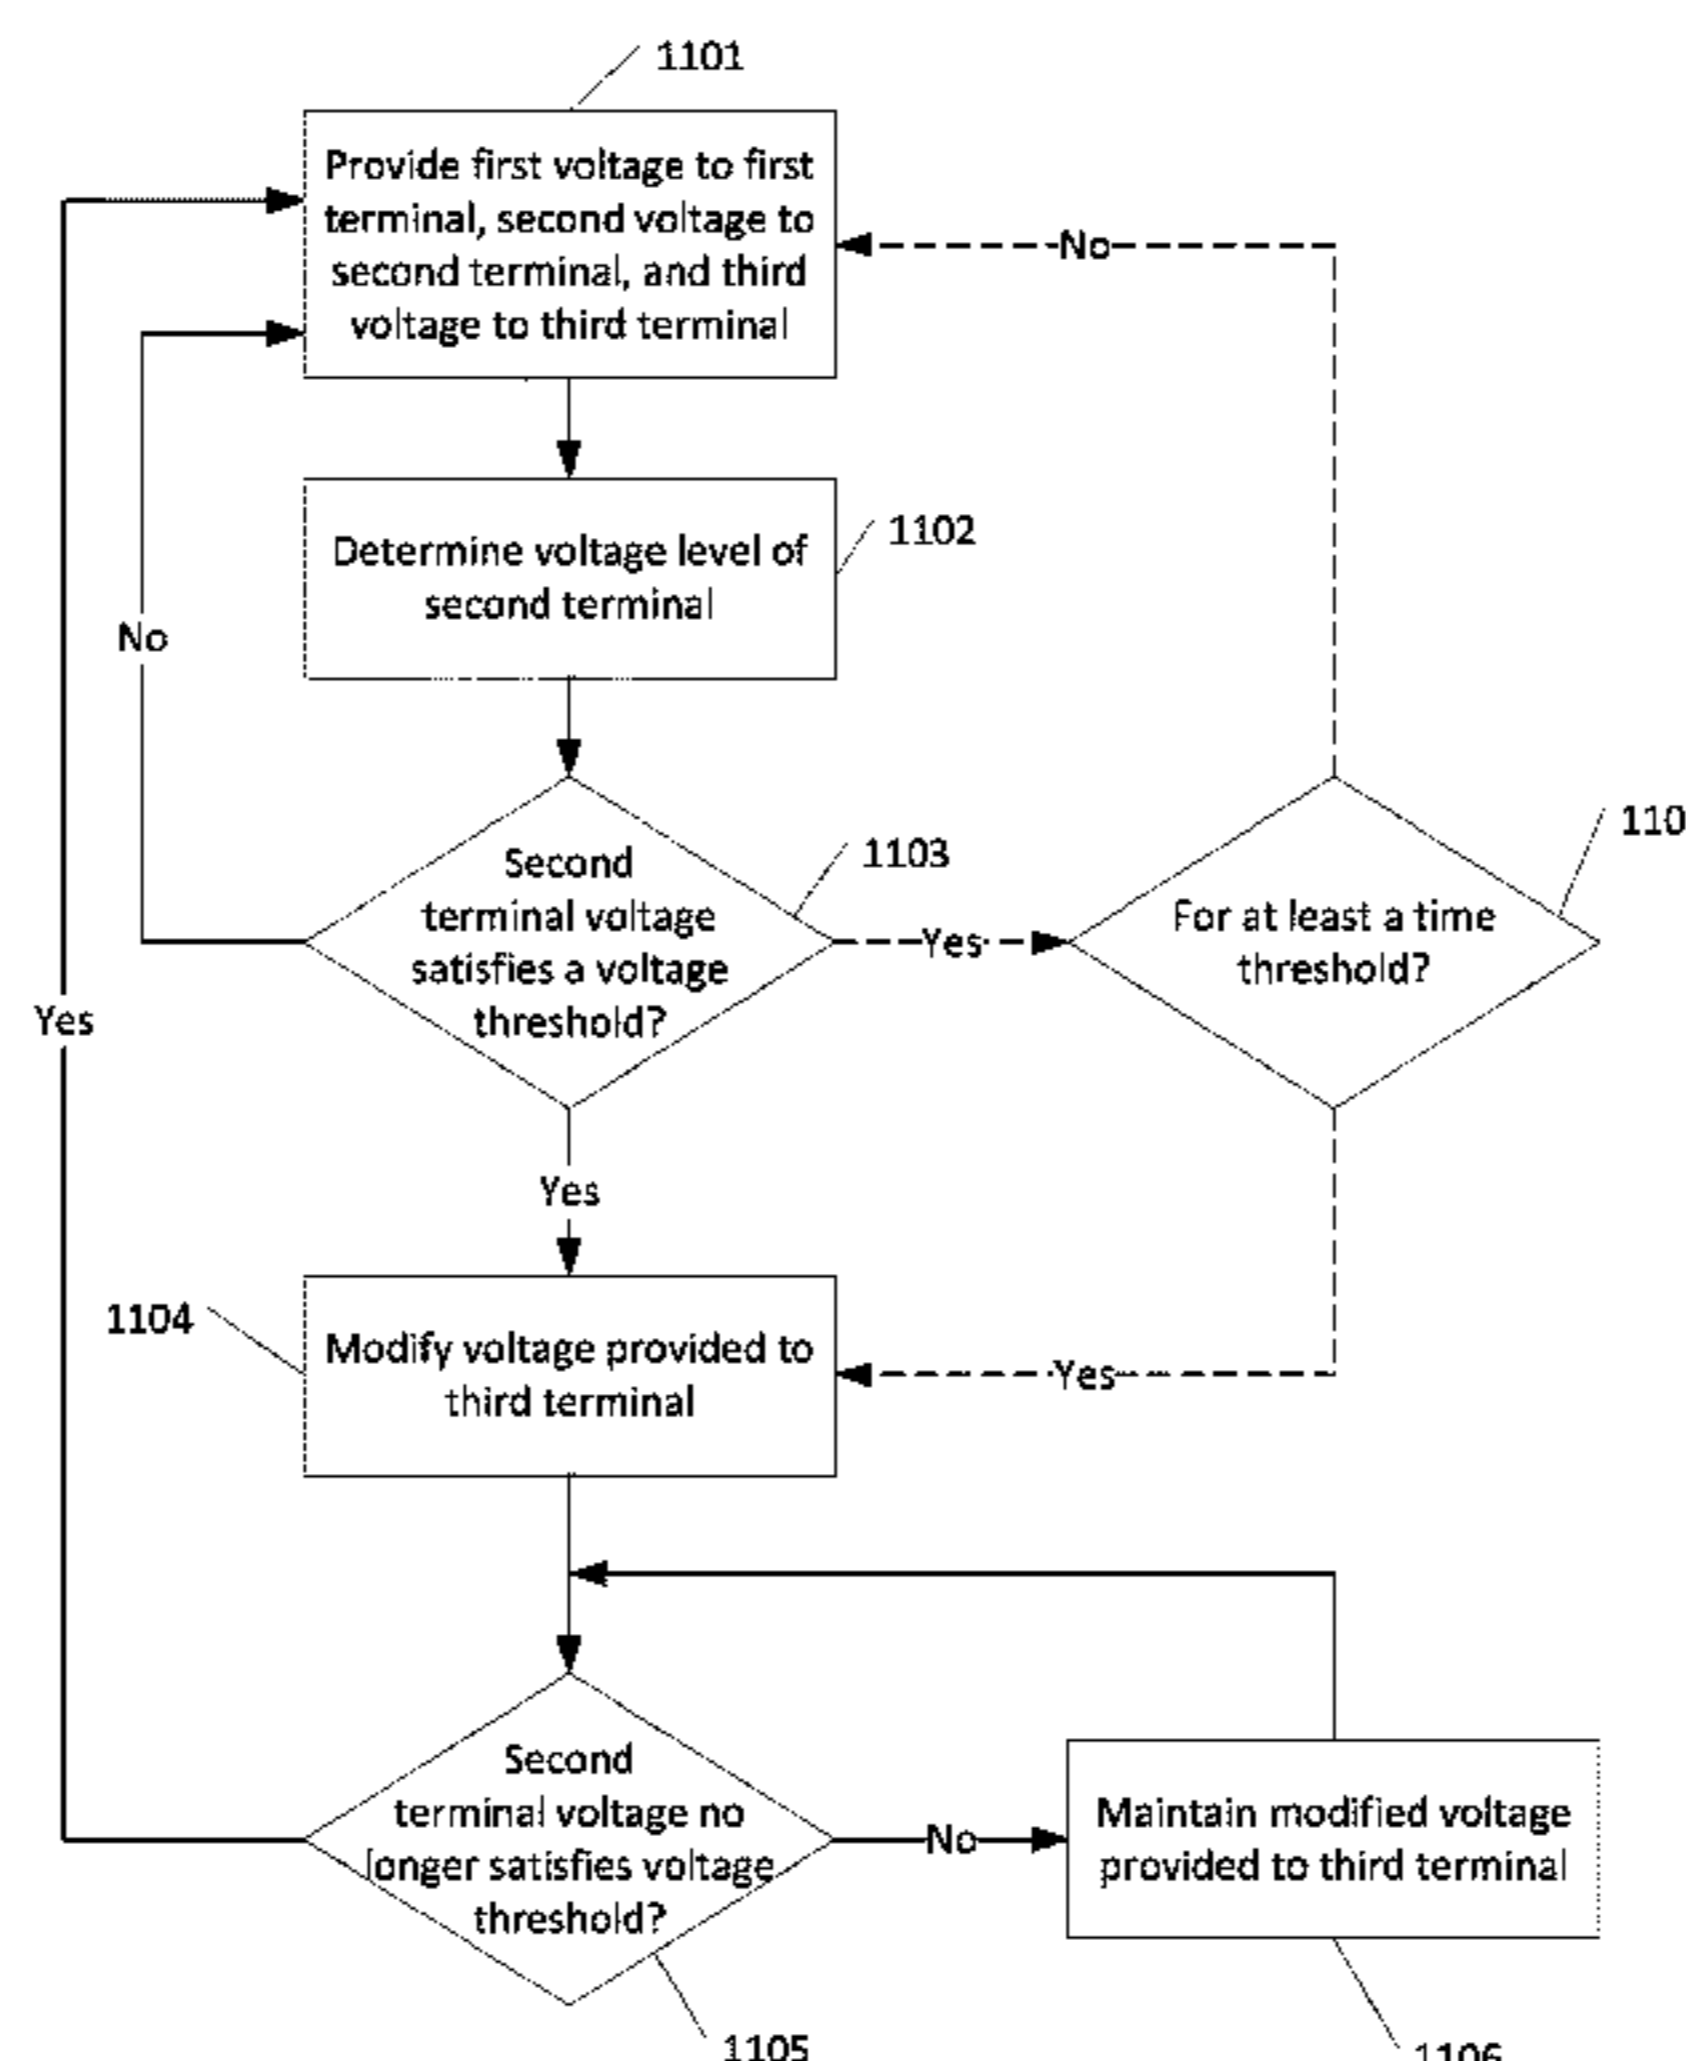 1101
Provide first voltage to first
terminal, second voltage to
second terminal, and third
voltage to third terminal
No
Determine voltage level of
second terminal
1102
No
Second
terminal voltage
satisfies a voltage
threshold?
1103
Yes
For at least a time
threshold?
110
Yes
Yes
1104
Modify voltage provided to
third terminal
Yes
Second
terminal voltage no
longer satisfies voltage
threshold?
No
Maintain modified voltage
provided to third terminal
1105
1106